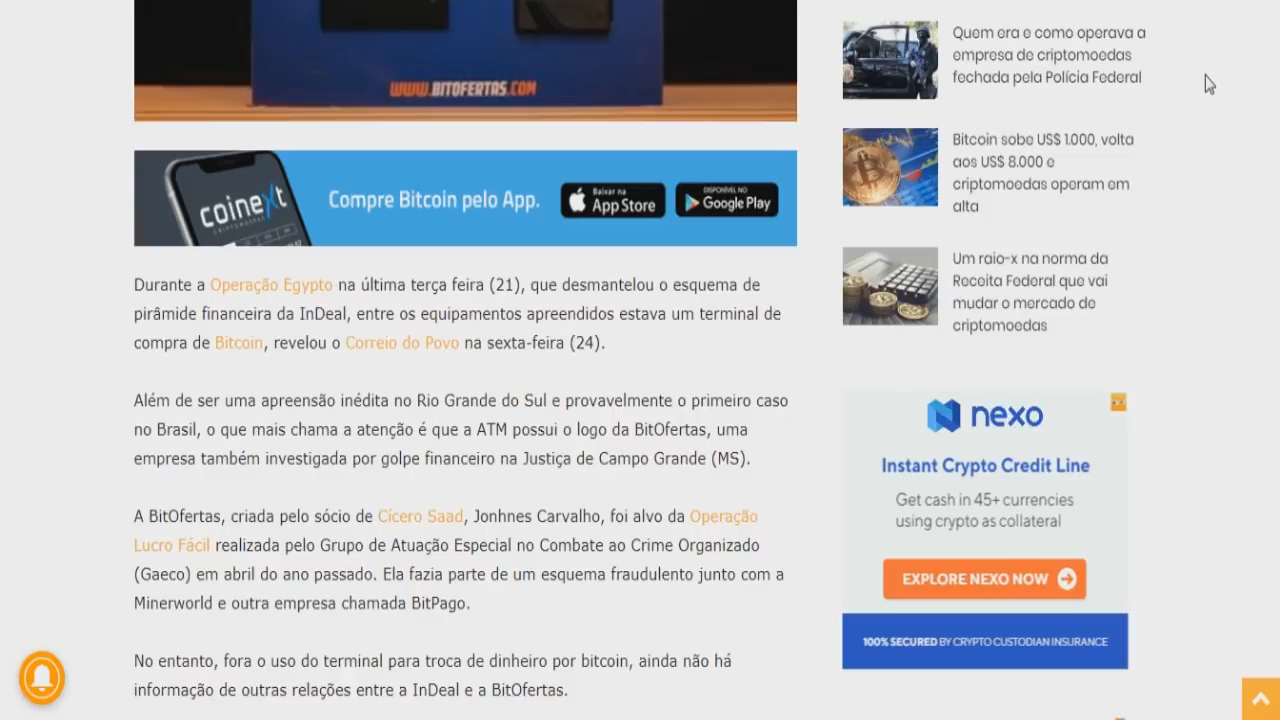 WWW.BITOFERTAS.COM
coinext
CRIPTOMOEDAS
Compre Bitcoin pelo App.
Baixar na
App Store
DISPONÍVEL NO
Google Play
Durante a Operação Egypto na última terça feira (21), que desmantelou o esquema de
pirâmide financeira da InDeal, entre os equipamentos apreendidos estava um terminal de
compra de Bitcoin, revelou o Correio do Povo na sexta-feira (24).
Além de ser uma apreensão inédita no Rio Grande do Sul e provavelmente o primeiro caso
no Brasil, o que mais chama a atenção é que a ATM possui o logo da BitOfertas, uma
empresa também investigada por golpe financeiro na Justiça de Campo Grande (MS).
A BitOfertas, criada pelo sócio de Cícero Saad, Jonhnes Carvalho, foi alvo da Operação
Lucro Fácil realizada pelo Grupo de Atuação Especial no Combate ao Crime Organizado
(Gaeco) em abril do ano passado. Ela fazia parte de um esquema fraudulento junto com a
Minerworld e outra empresa chamada BitPago.
No entanto, fora o uso do terminal para troca de dinheiro por bitcoin, ainda não há
informação de outras relações entre a InDeal e a BitOfertas.
Quem era e como operava a
empresa de criptomoedas
fechada pela Polícia Federal
Bitcoin sobe US$ 1.000, volta
aos US$ 8.000 e
criptomoedas operam em
alta
Um raio-x na norma da
Receita Federal que vai
mudar o mercado de
criptomoedas
nexo
Instant Crypto Credit Line
Get cash in 45+ currencies
using crypto as collateral
EXPLORE NEXO NOW
100% SECURED BY CRYPTO CUSTODIAN INSURANCE